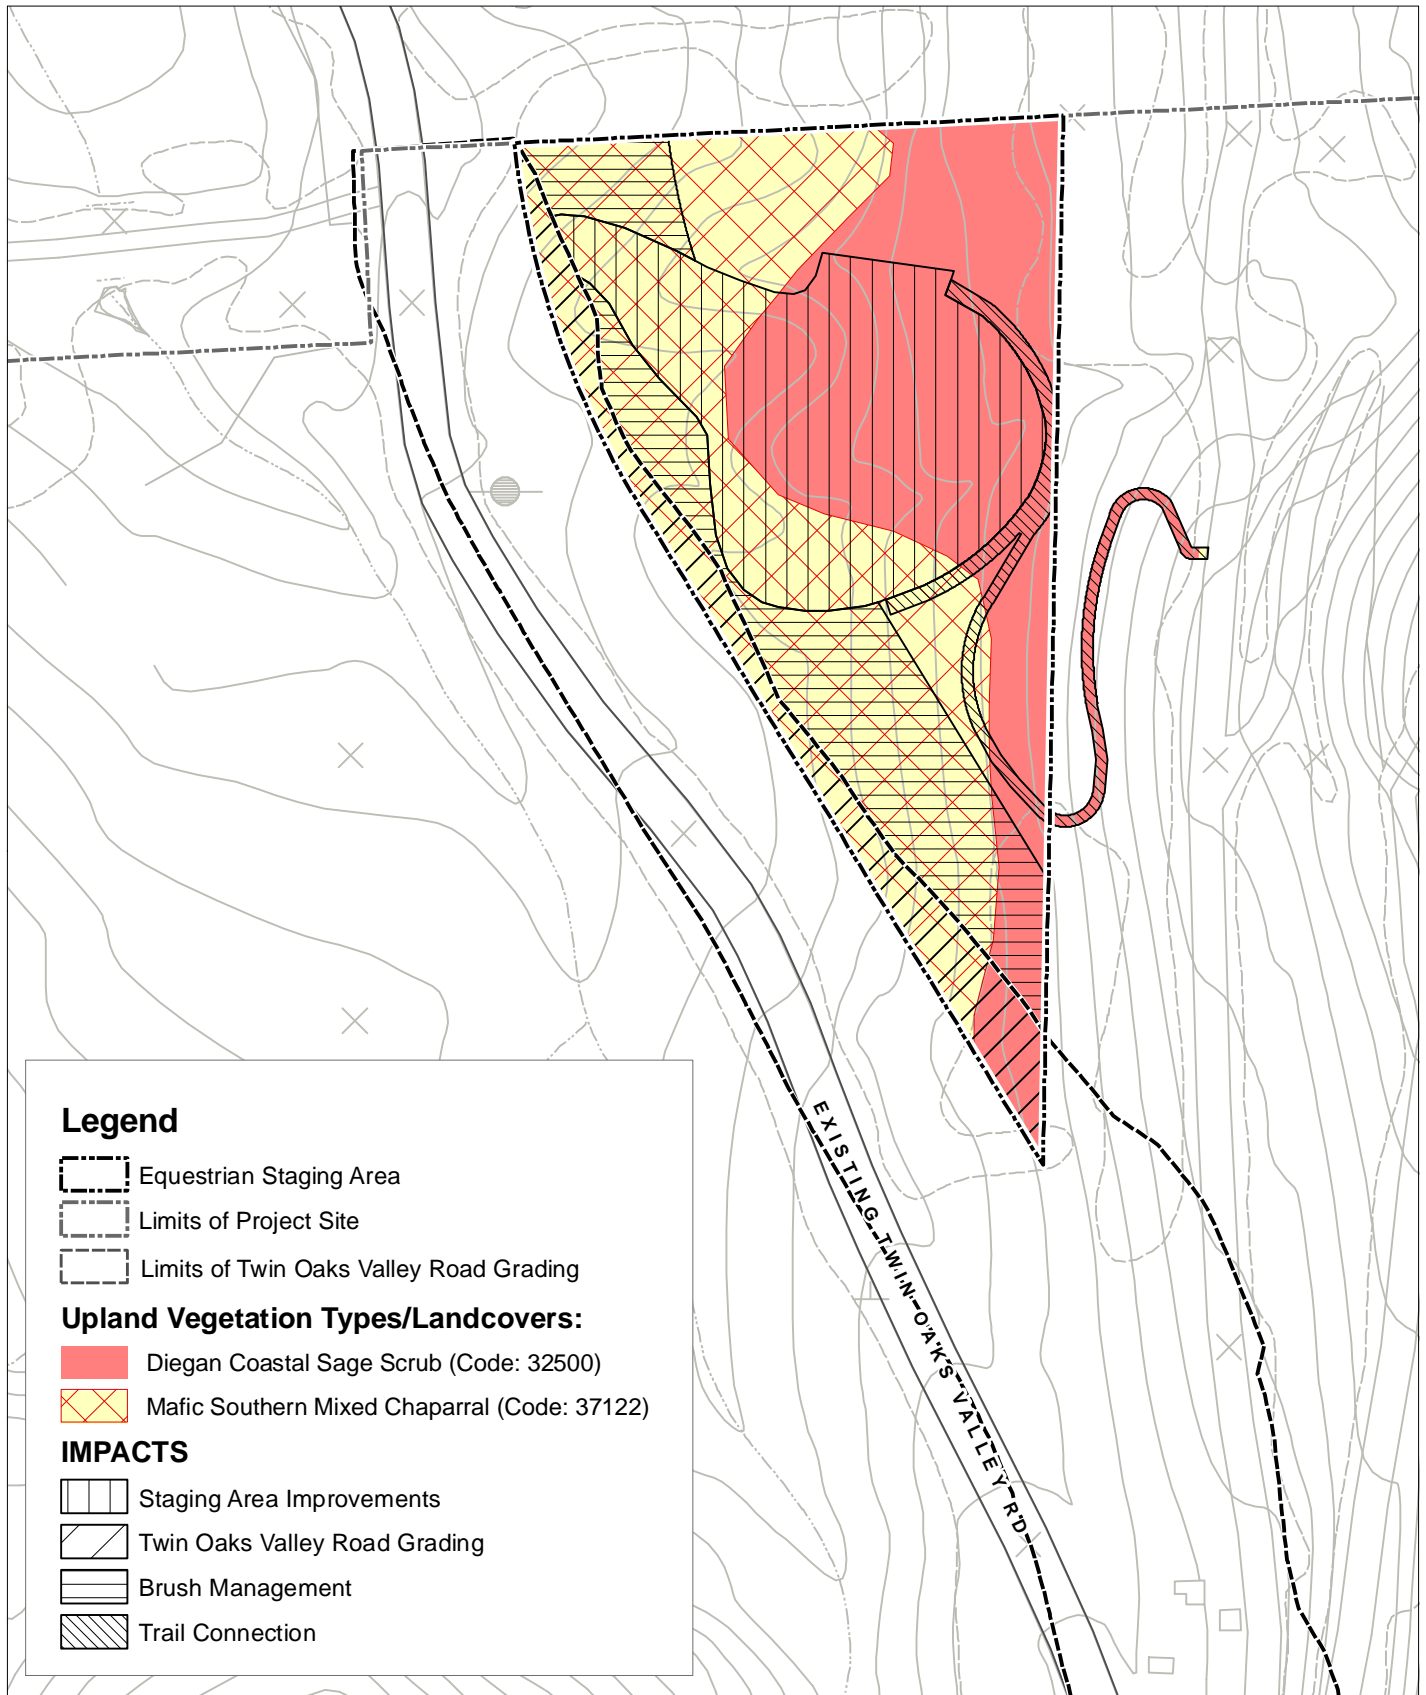 EXISTING TWIN OAKS VALLEY RD
Legend
Equestrian Staging Area
Limits of Project Site
Limits of Twin Oaks Valley Road Grading
Upland Vegetation Types/Landcovers:
Diegan Coastal Sage Scrub (Code: 32500)
Mafic Southern Mixed Chaparral (Code: 37122)
IMPACTS
Staging Area Improvements
Twin Oaks Valley Road Grading
Brush Management
Trail Connection